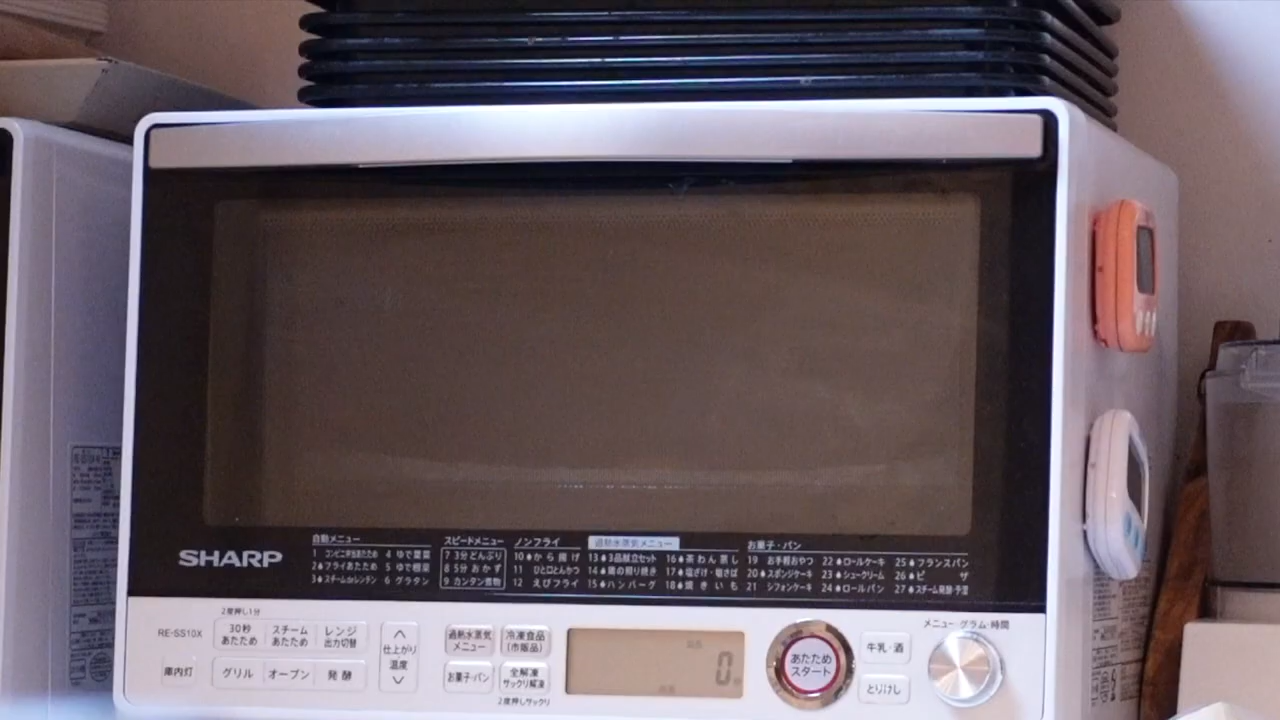 SHARP
自動メニュー
1 コンビニ弁当あたため 4 ゆで葉菜
2 フライあたため 5 ゆで根菜
3 スチームdeレンチン 6 グラタン
スピードメニュー
7 3分どんぶり
8 5分おかず
9 カンタン煮物
ノンフライ
10 から揚げ
11 ひと口とんかつ
12 えびフライ
過熱水蒸気メニュー
13 3品献立セット 16 茶わん蒸し
14 鶏の照り焼き 17 塩ざけ・塩さば
15 ハンバーグ 18 焼きいも
お菓子・パン
19 お手軽おやつ 22 ロールケーキ 25 フランスパン
20 スポンジケーキ 23 シュークリーム 26 ピザ
21 シフォンケーキ 24 ロールパン 27 スチーム発酵・予湿
RE-SS10X
2度押し1分
30秒
あたため
スチーム
あたため
レンジ
出力切替
庫内灯
グリル
オーブン
発酵
仕上がり
温度
過熱水蒸気
メニュー
冷凍食品
(市販品)
お菓子・パン
全解凍
サックリ解凍
2度押しサックリ
0
あたため
スタート
牛乳・酒
とりけし
メニュー・グラム・時間